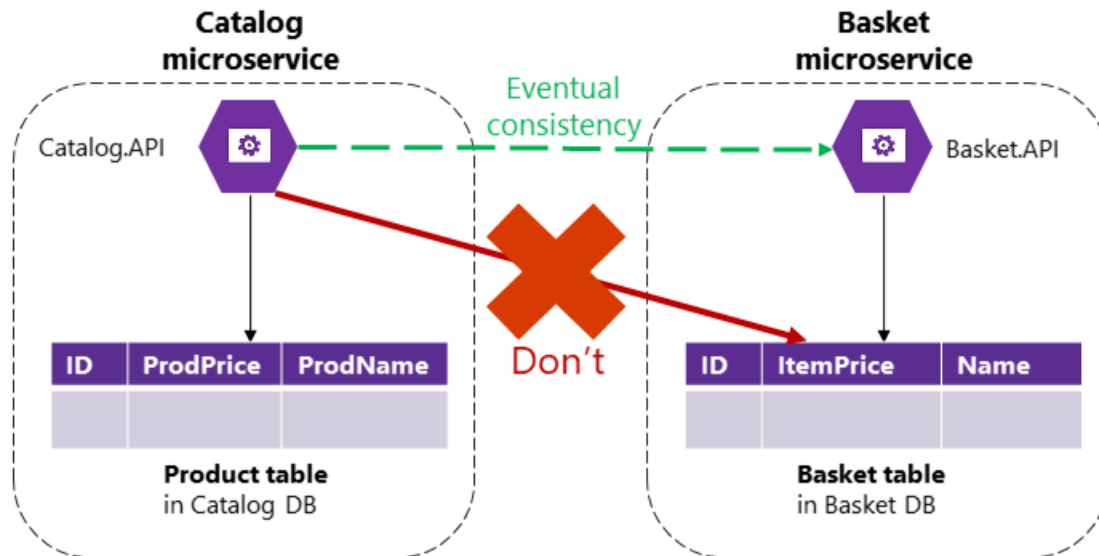 Catalog
microservice
Basket
microservice
Eventual
consistency
Catalog.API
Basket.API
Don't
ID ProdPrice ProdName
ID ItemPrice Name
Product table
in Catalog DB
Basket table
in Basket DB